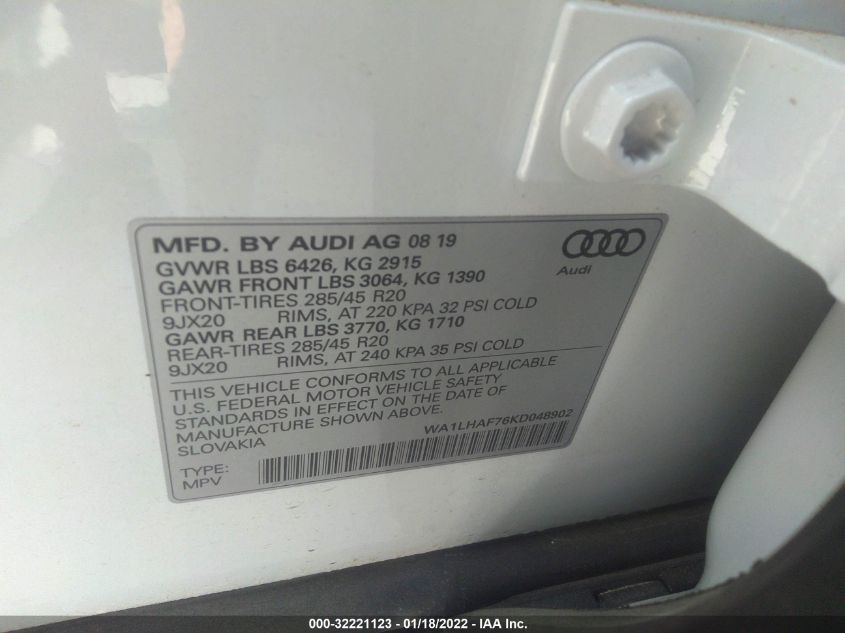 MFD. BY AUDI AG 08 19
Audi
GVWR LBS 6426, KG 2915
GAWR FRONT LBS 3064, KG 1390
FRONT-TIRES 285/45 R20
9JX20 RIMS, AT 220 KPA 32 PSI COLD
GAWR REAR LBS 3770, KG 1710
REAR-TIRES 285/45 R20
9JX20 RIMS, AT 240 KPA 35 PSI COLD
THIS VEHICLE CONFORMS TO ALL APPLICABLE
U.S. FEDERAL MOTOR VEHICLE SAFETY
STANDARDS IN EFFECT ON THE DATE OF
MANUFACTURE SHOWN ABOVE.
SLOVAKIA WA1LHAF76KD048902
TYPE:
MPV
000-32221123 - 01/18/2022 - IAAI.COM